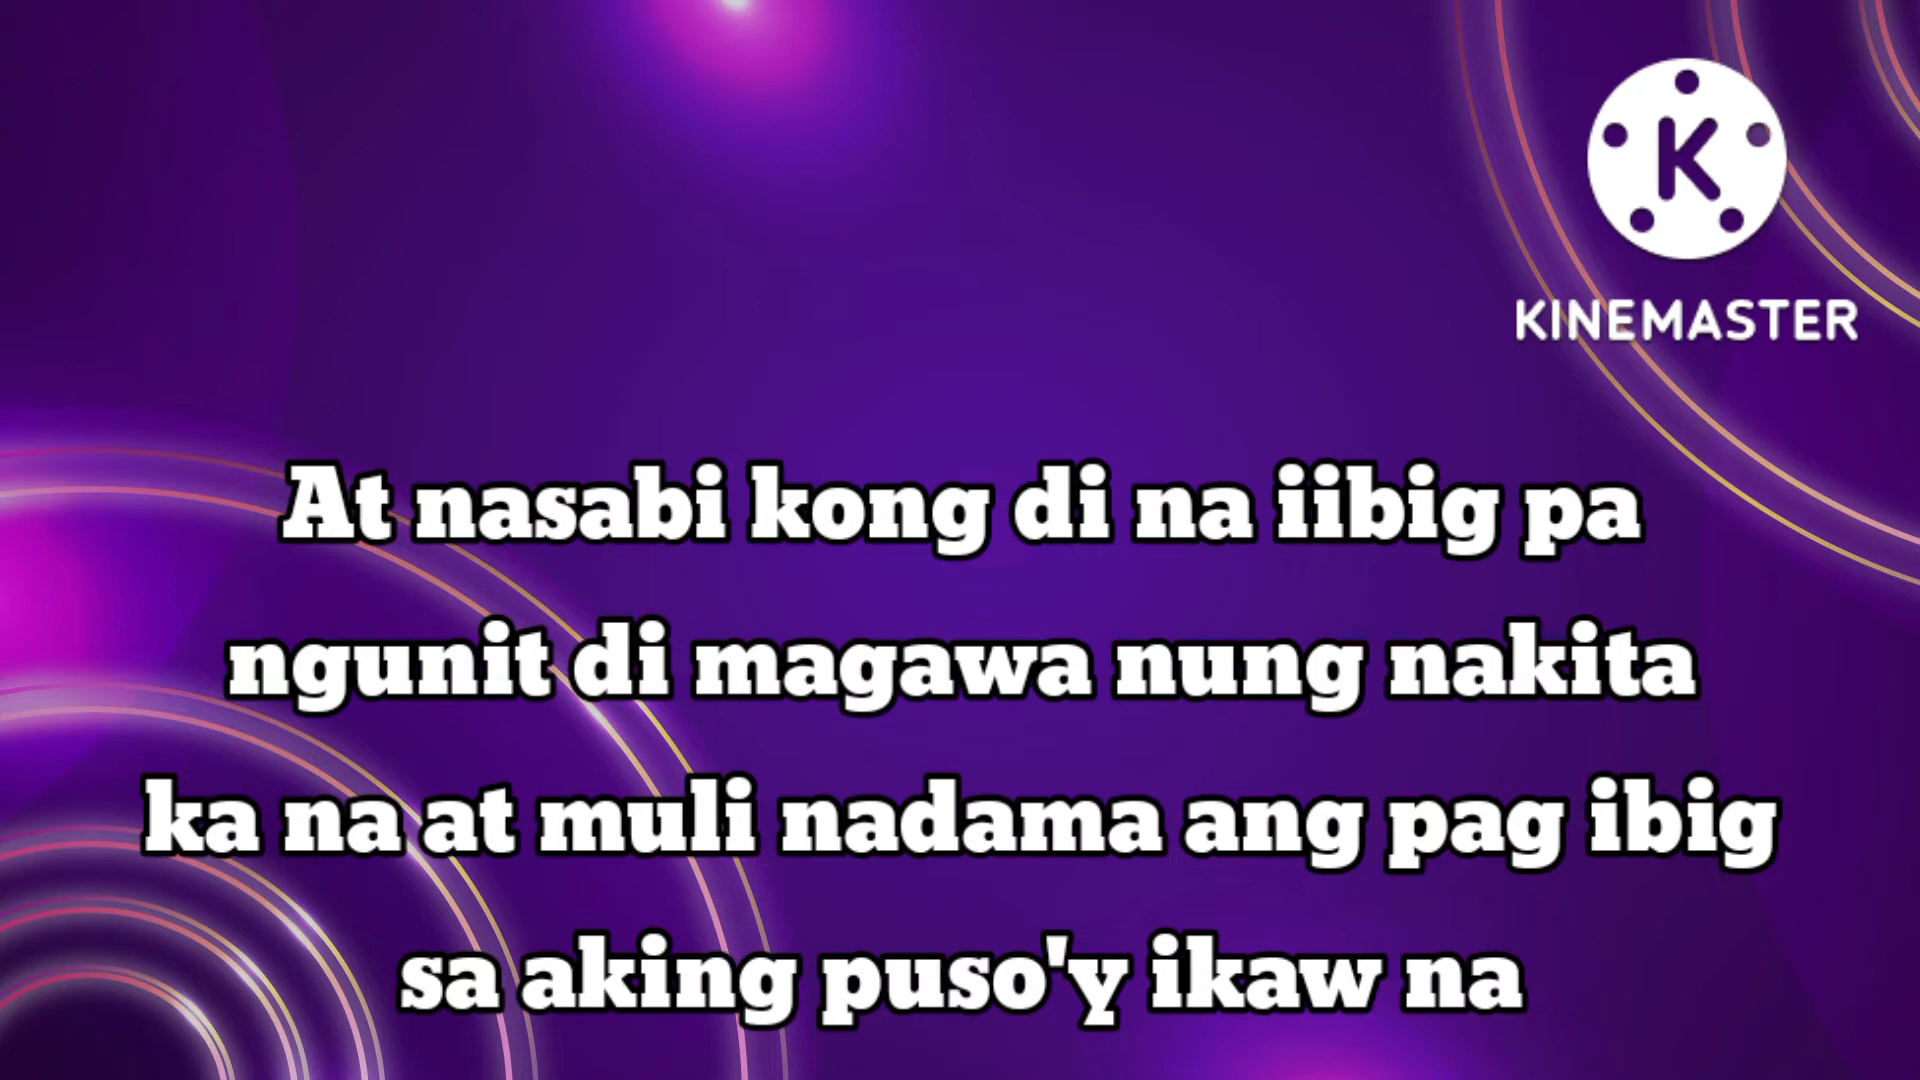 K
KINEMASTER
At nasabi kong di na iibig pa
ngunit di magawa nung nakita
ka na at muli nadama ang pag ibig
sa aking puso'y ikaw na